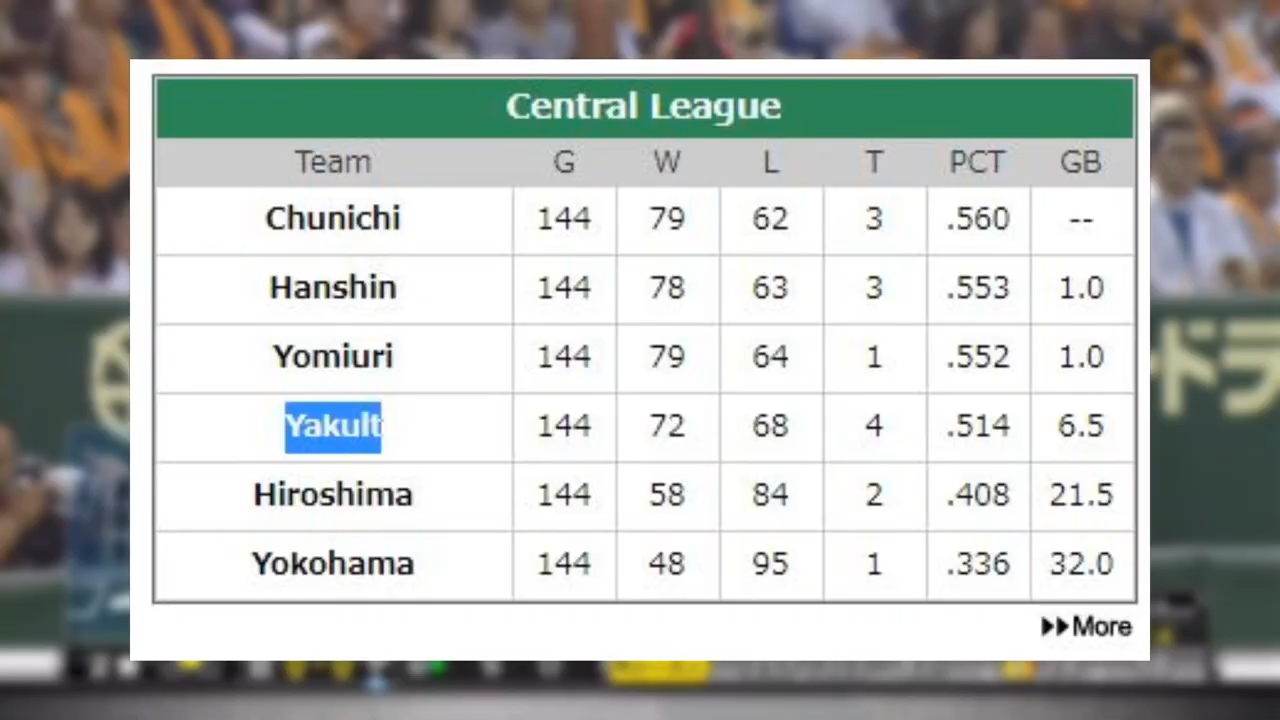 Central League
Team G W L T PCT GB
Chunichi 144 79 62 3 .560 --
Hanshin 144 78 63 3 .553 1.0
Yomiuri 144 79 64 1 .552 1.0
Yakult 144 72 68 4 .514 6.5
Hiroshima 144 58 84 2 .408 21.5
Yokohama 144 48 95 1 .336 32.0
More